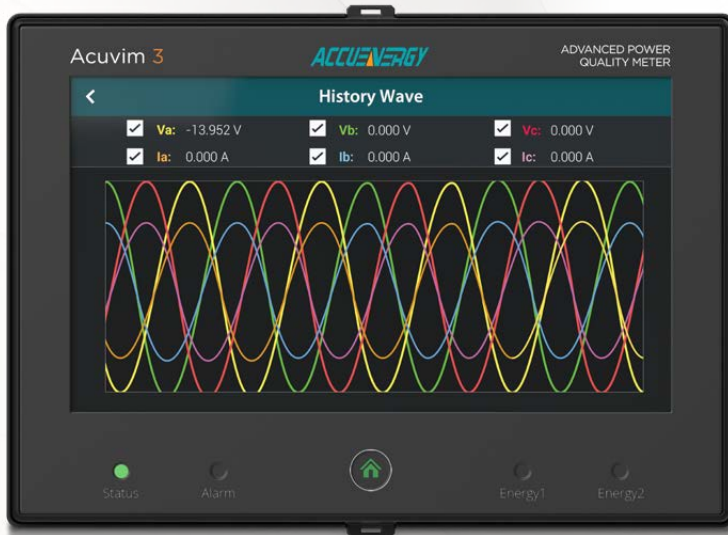 Acuvim 3
ACCUENERGY
ADVANCED POWER
QUALITY METER
History Wave
Va: -13.952 V
Vb: 0.000 V
Vc: 0.000 V
Ia: 0.000 A
Ib: 0.000 A
Ic: 0.000 A
Status
Alarm
Energy1
Energy2